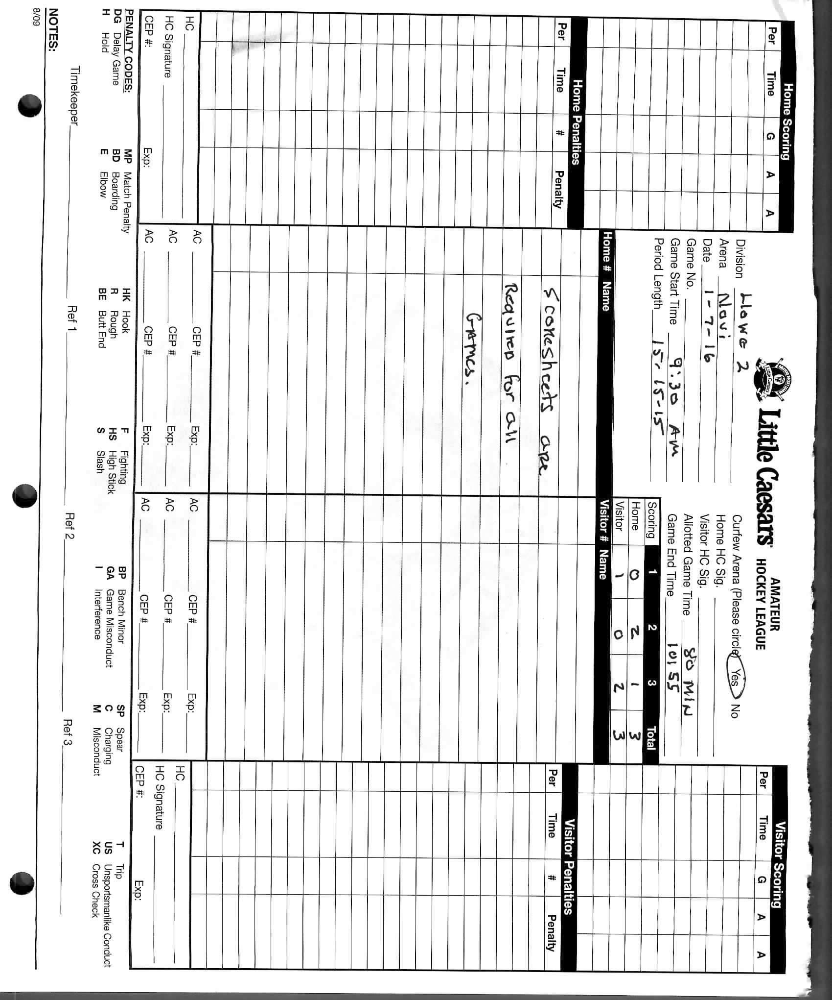 Little Caesars AMATEUR HOCKEY LEAGUE
Home Scoring
Per Time G A A
Division Howe 2
Arena Novi
Date 1-7-16
Game No.
Game Start Time 9:30 AM
Period Length 15-15-15
Curfew Arena (Please circle) Yes No
Home HC Sig.
Visitor HC Sig.
Allotted Game Time 80 MIN
Game End Time 10:55
Scoring 1 2 3 Total
Home 0 2 1 3
Visitor 1 0 2 3
Visitor Scoring
Per Time G A A
Home Penalties
Per Time # Penalty
Home # Name
Scoresheets are
Required for all
Games.
Visitor # Name
Visitor Penalties
Per Time # Penalty
HC
HC Signature
CEP #: Exp:
AC CEP # Exp:
AC CEP # Exp:
AC CEP # Exp:
AC CEP # Exp:
AC CEP # Exp:
AC CEP # Exp:
HC
HC Signature
CEP #: Exp:
PENALTY CODES: MP Match Penalty HK Hook F Fighting BP Bench Minor SP Spear T Trip
DG Delay Game BD Boarding R Rough HS High Stick GA Game Misconduct C Charging US Unsportsmanlike Conduct
H Hold E Elbow BE Butt End S Slash I Interference M Misconduct XC Cross Check
Timekeeper Ref 1 Ref 2 Ref 3
NOTES:
8/09